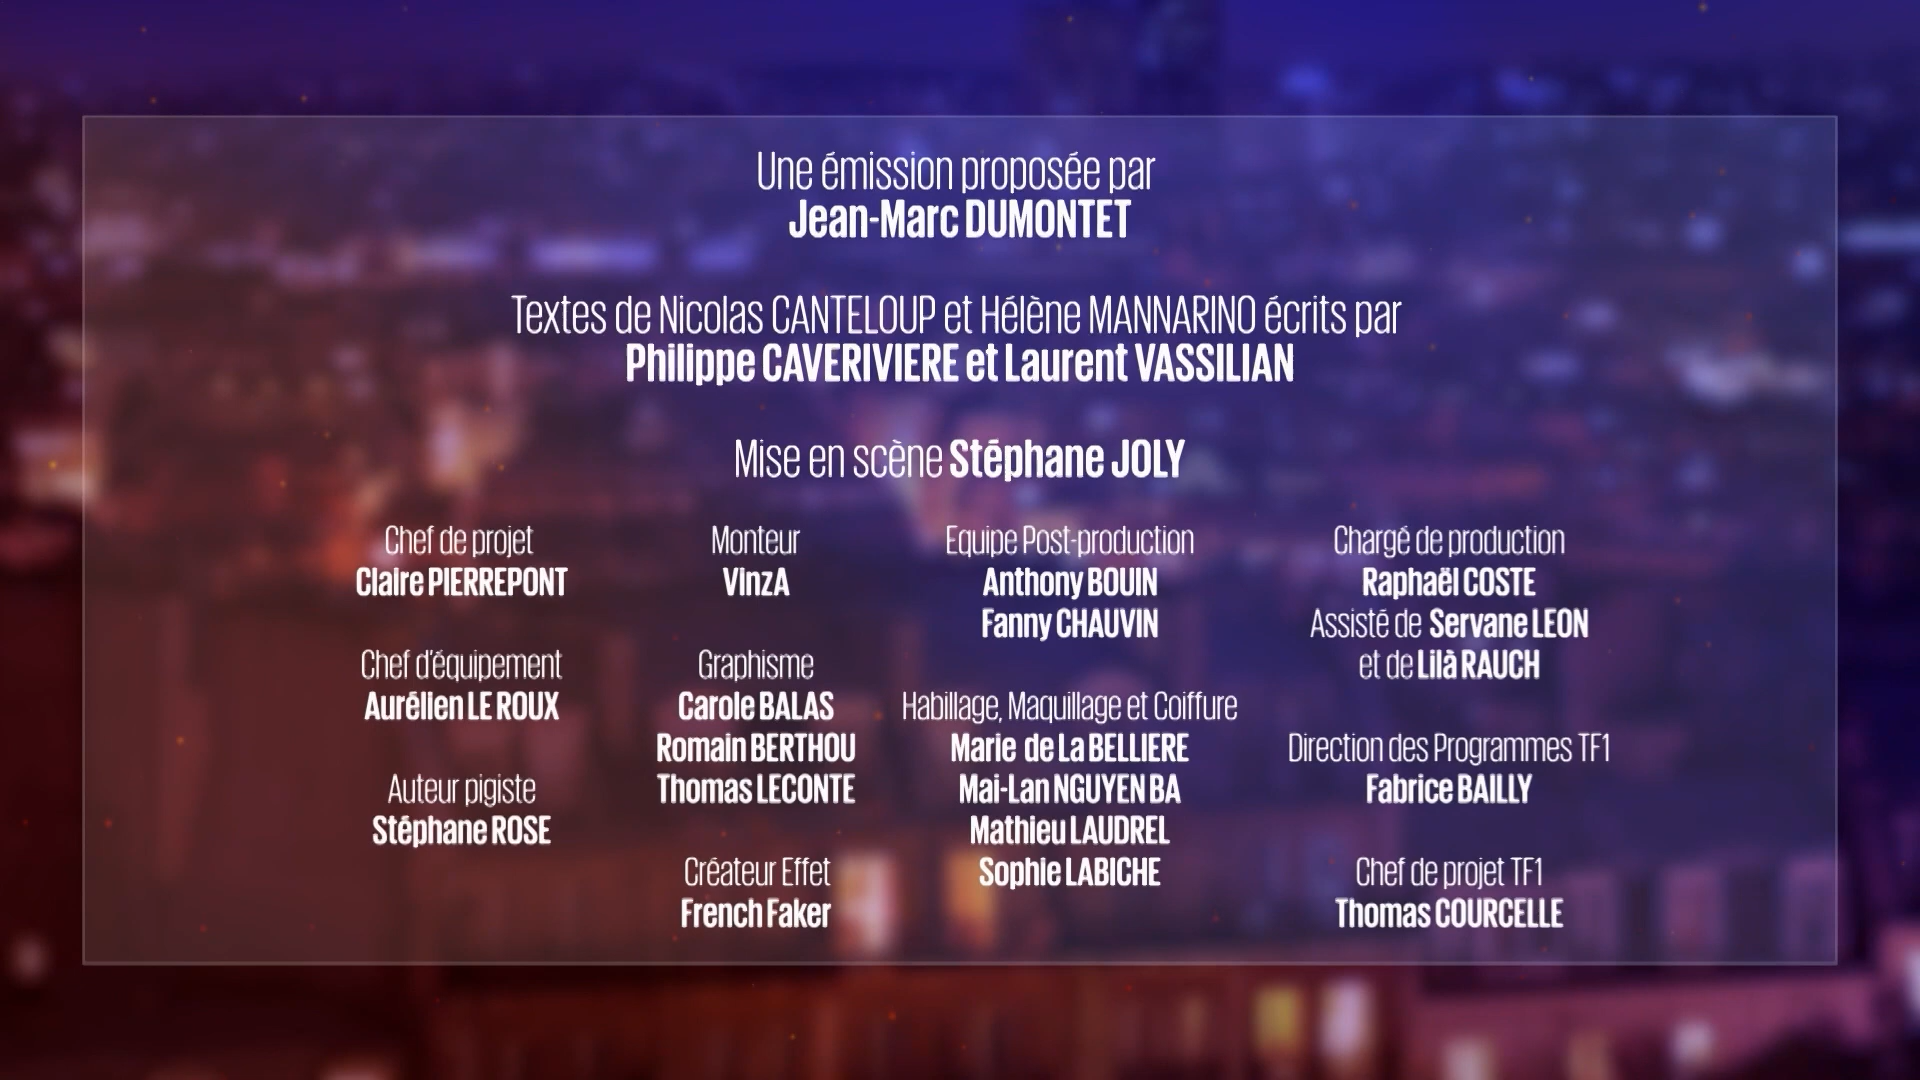 Une émission proposée par
Jean-Marc DUMONTET
Textes de Nicolas CANTELOUP et Hélène MANNARINO écrits par
Philippe CAVERIVIERE et Laurent VASSILIAN
Mise en scène Stéphane JOLY
Chef de projet
Claire PIERREPONT
Chef d'équipement
Aurélien LE ROUX
Auteur pigiste
Stéphane ROSE
Monteur
VinzA
Graphisme
Carole BALAS
Romain BERTHOU
Thomas LECONTE
Créateur Effet
French Faker
Equipe Post-production
Anthony BOUIN
Fanny CHAUVIN
Habillage, Maquillage et Coiffure
Marie de La BELLIERE
Mai-Lan NGUYEN BA
Mathieu LAUDREL
Sophie LABICHE
Chargé de production
Raphaël COSTE
Assisté de Servane LEON
et de Lilà RAUCH
Direction des Programmes TF1
Fabrice BAILLY
Chef de projet TF1
Thomas COURCELLE